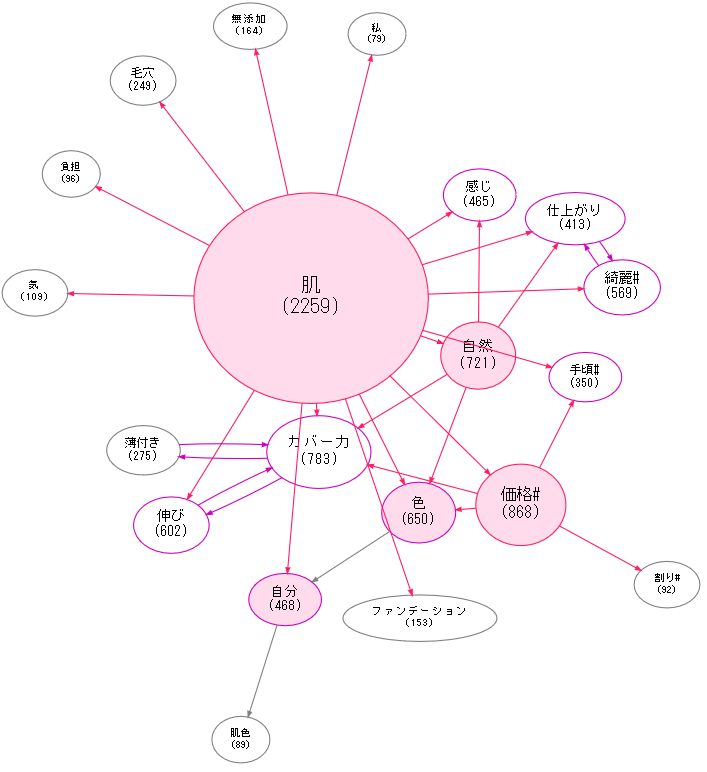 無添加
(164)
私
(79)
毛穴
(249)
負担
(96)
感じ
(465)
仕上がり
(413)
綺麗#
(569)
気
(109)
肌
(2259)
自然
(721)
手頃#
(350)
薄付き
(275)
カバー力
(783)
伸び
(602)
色
(650)
価格#
(868)
自分
(468)
ファンデーション
(153)
割り#
(92)
肌色
(89)